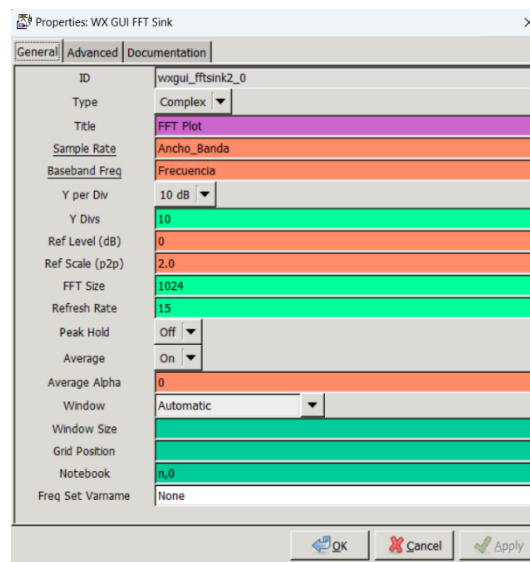 Properties: WX GUI FFT Sink
General Advanced Documentation
ID wxgui_fftsink2_0
Type Complex
Title FFT Plot
Sample Rate Ancho_Banda
Baseband Freq Frecuencia
Y per Div 10 dB
Y Divs 10
Ref Level (dB) 0
Ref Scale (p2p) 2.0
FFT Size 1024
Refresh Rate 15
Peak Hold Off
Average On
Average Alpha 0
Window Automatic
Window Size
Grid Position
Notebook n,0
Freq Set Varname None
OK Cancel Apply